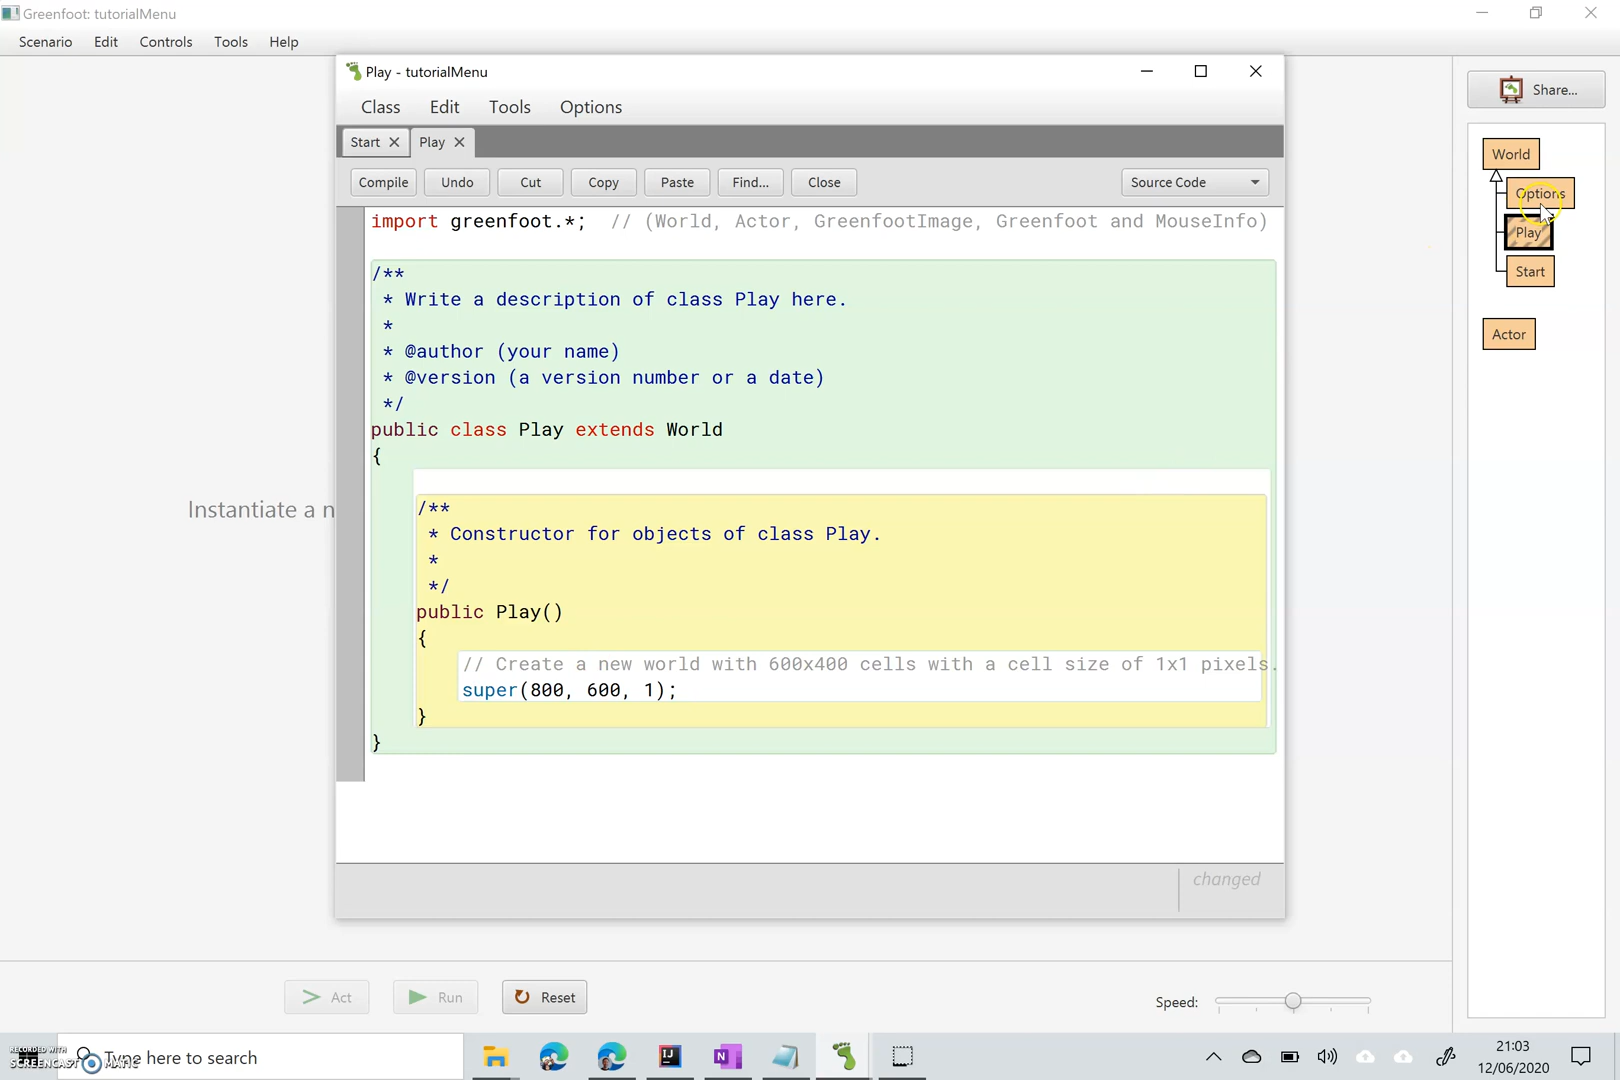 Greenfoot: tutorialMenu
Scenario Edit Controls Tools Help
Play - tutorialMenu
Class Edit Tools Options
Start Play
Compile Undo Cut Copy Paste Find... Close Source Code
import greenfoot.*;  // (World, Actor, GreenfootImage, Greenfoot and MouseInfo)
/**
* Write a description of class Play here.
*
* @author (your name)
* @version (a version number or a date)
*/
public class Play extends World
{
/**
* Constructor for objects of class Play.
*
*/
public Play()
{
// Create a new world with 600x400 cells with a cell size of 1x1 pixels.
super(800, 600, 1);
}
}
changed
Instantiate a n
Share...
World
Options
Play
Start
Actor
Act Run Reset
Speed:
RECORDED WITH
SCREENCAST MATIC
Type here to search
21:03
12/06/2020